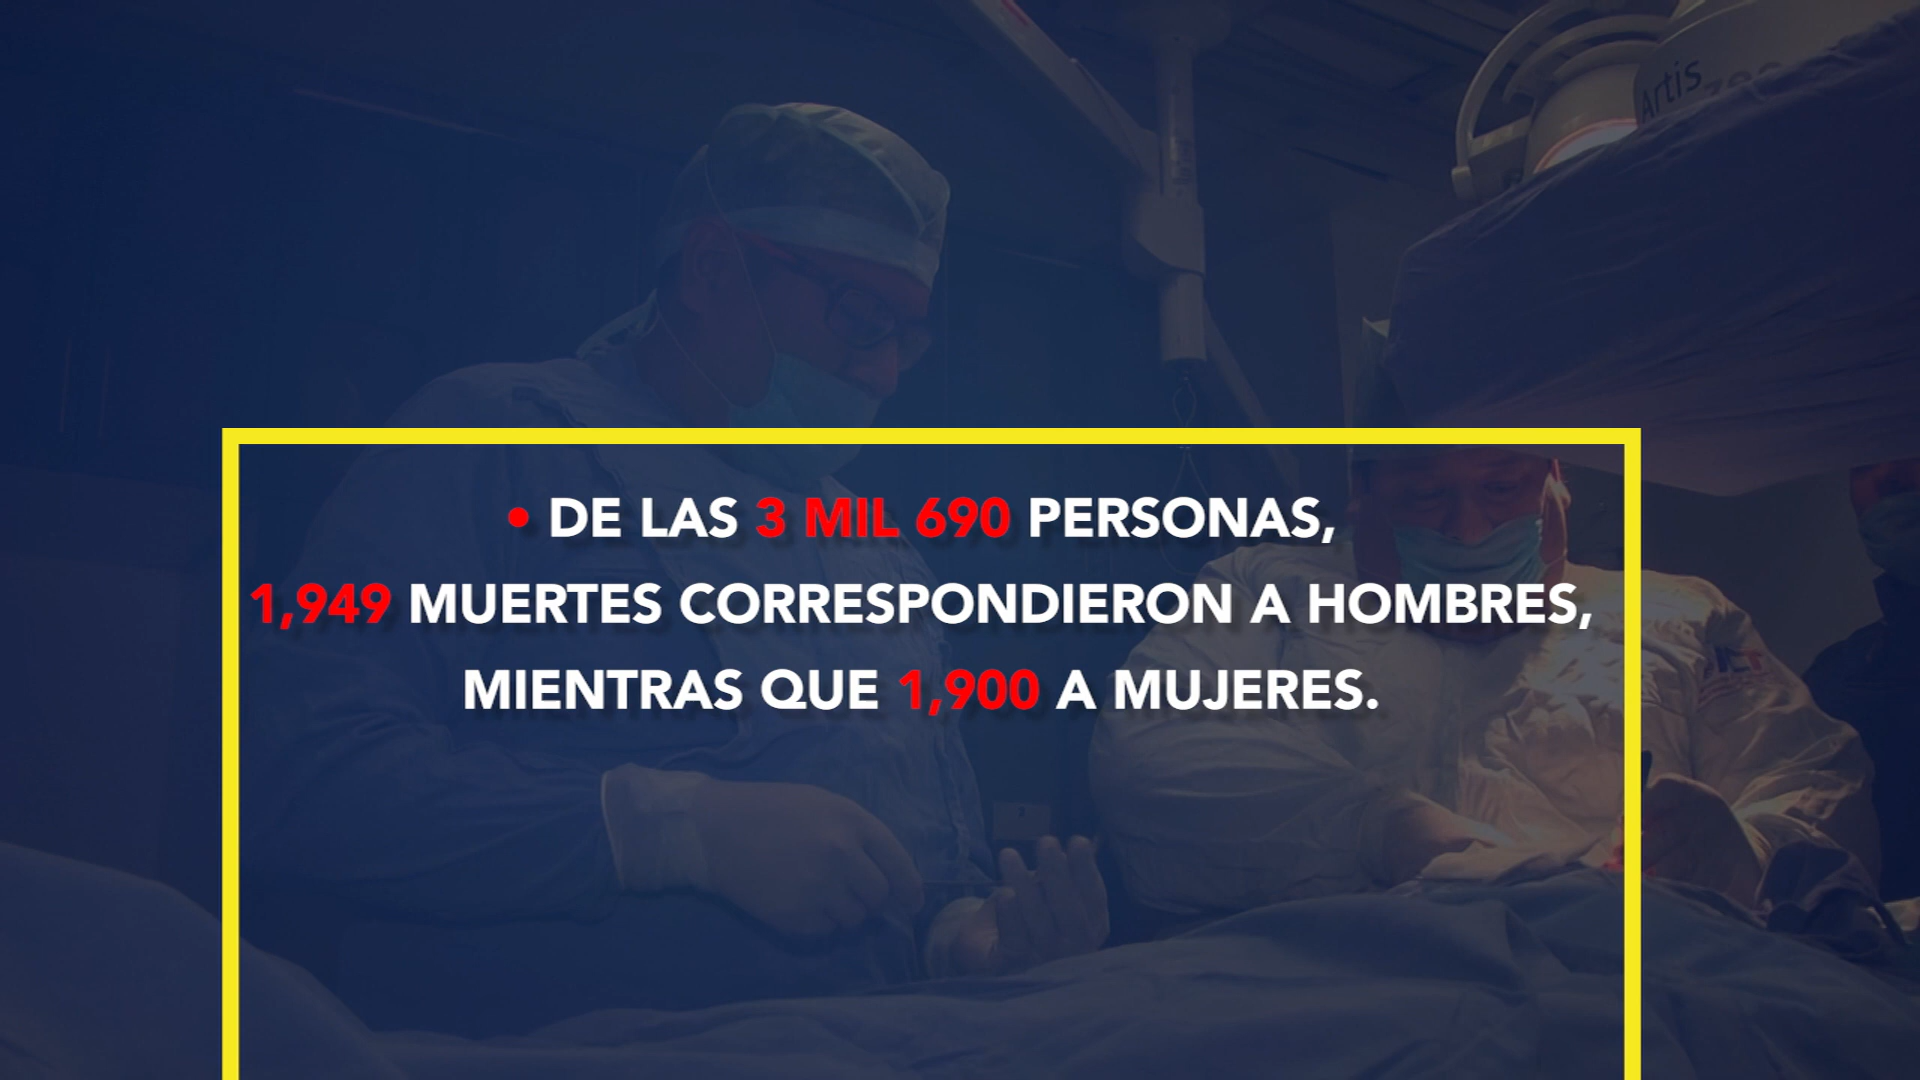 Artis
• DE LAS 3 MIL 690 PERSONAS,
1,949 MUERTES CORRESPONDIERON A HOMBRES,
MIENTRAS QUE 1,900 A MUJERES.